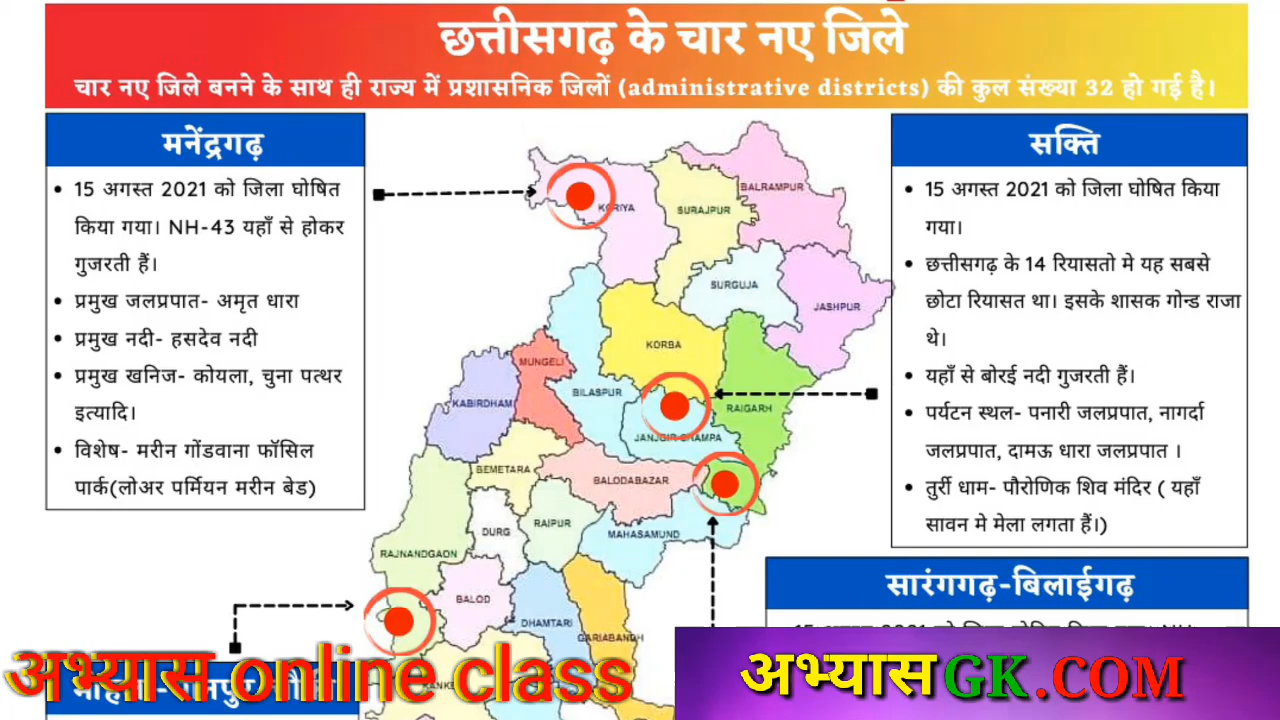 छत्तीसगढ़ के चार नए जिले
चार नए जिले बनने के साथ ही राज्य में प्रशासनिक जिलों (administrative districts) की कुल संख्या 32 हो गई है।
मनेंद्रगढ़
• 15 अगस्त 2021 को जिला घोषित
किया गया। NH-43 यहाँ से होकर
गुजरती हैं।
• प्रमुख जलप्रपात- अमृत धारा
• प्रमुख नदी- हसदेव नदी
• प्रमुख खनिज- कोयला, चुना पत्थर
इत्यादि।
• विशेष- मरीन गोंडवाना फॉसिल
पार्क(लोअर पर्मियन मरीन बेड)
सक्ति
• 15 अगस्त 2021 को जिला घोषित किया
गया।
• छत्तीसगढ़ के 14 रियासतो मे यह सबसे
छोटा रियासत था। इसके शासक गोन्ड राजा
थे।
• यहाँ से बोरई नदी गुजरती हैं।
• पर्यटन स्थल- पनारी जलप्रपात, नागर्दा
जलप्रपात, दामऊ धारा जलप्रपात ।
• तुर्री धाम- पौरोणिक शिव मंदिर ( यहाँ
सावन मे मेला लगता हैं।)
BALRAMPUR
KORIYA
SURAJPUR
SURGUJA
JASHPUR
KORBA
MUNGELI
BILASPUR
KABIRDHAM
RAIGARH
JANJGIR CHAMPA
BEMETARA
BALODABAZAR
RAIPUR
DURG
MAHASAMUND
RAJNANDGAON
BALOD
DHAMTARI
GARIABANDH
सारंगगढ़-बिलाईगढ़
अभ्यास online class
अभ्यास GK.COM